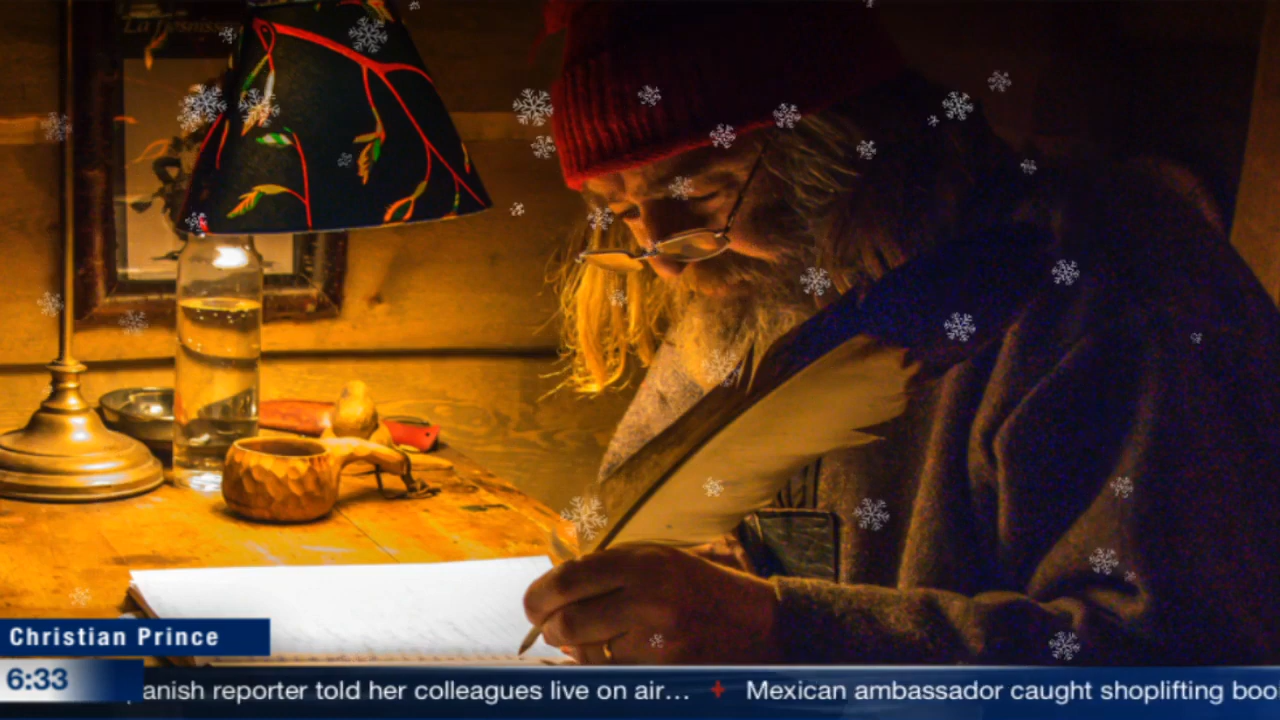 Christian Prince
6:33
anish reporter told her colleagues live on air... + Mexican ambassador caught shoplifting boo